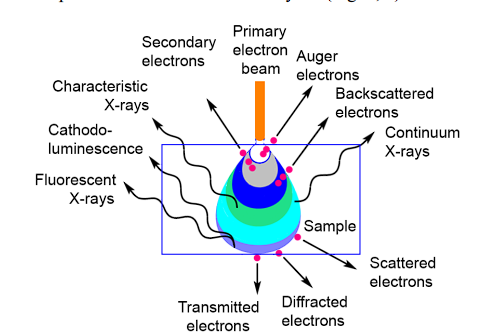 Primary
electron
beam
Secondary
electrons
Auger
electrons
Characteristic
X-rays
Backscattered
electrons
Cathodo-
luminescence
Continuum
X-rays
Fluorescent
X-rays
Sample
Scattered
electrons
Transmitted
electrons
Diffracted
electrons